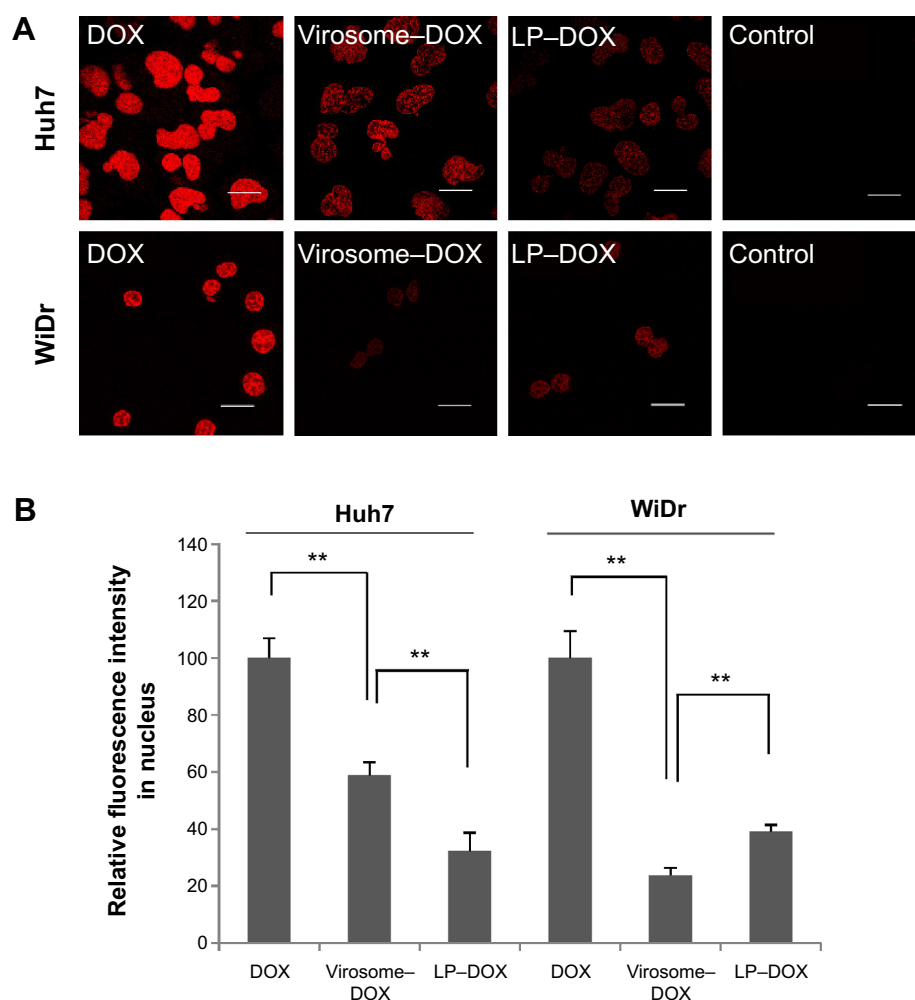 A
Huh7
DOX
Virosome–DOX
LP–DOX
Control
WiDr
DOX
Virosome–DOX
LP–DOX
Control
B
Huh7
WiDr
Relative fluorescence intensity
in nucleus
140
120
100
80
60
40
20
0
**
**
**
**
DOX
Virosome–
DOX
LP–DOX
DOX
Virosome–
DOX
LP–DOX